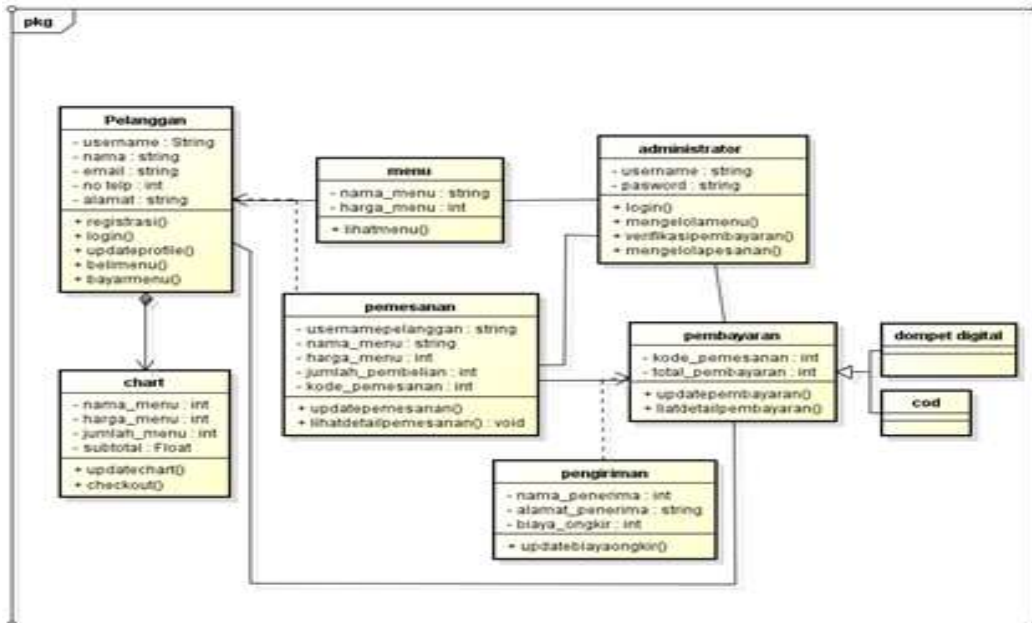 pkg
Pelanggan
- username : String
- nama : string
- email : string
- no telp : int
- alamat : string
+ registrasi()
+ login()
+ updateprofile()
+ belimenu()
+ bayarmenu()
menu
- nama_menu : string
- harga_menu : int
+ lihatmenu()
administrator
- username : string
- pasword : string
+ login()
+ mengelolamenu()
+ verifikasipembayaran()
+ mengelolapesanan()
pemesanan
- usernamepelanggan : string
- nama_menu : string
- harga_menu : int
- jumlah_pembelian : int
- kode_pemesanan : int
+ updatepemesanan()
+ lihatdetailpemesanan() : void
pembayaran
- kode_pemesanan : int
- total_pembayaran : int
+ updatepembayaran()
+ liatdetailpembayaran()
dompet digital
cod
chart
- nama_menu : int
- harga_menu : int
- jumlah_menu : int
- subtotal : Float
+ updatechart()
+ checkout()
pengiriman
- nama_penerima : int
- alamat_penerima : string
- biaya_ongkir : int
+ updatebiayaongkir()